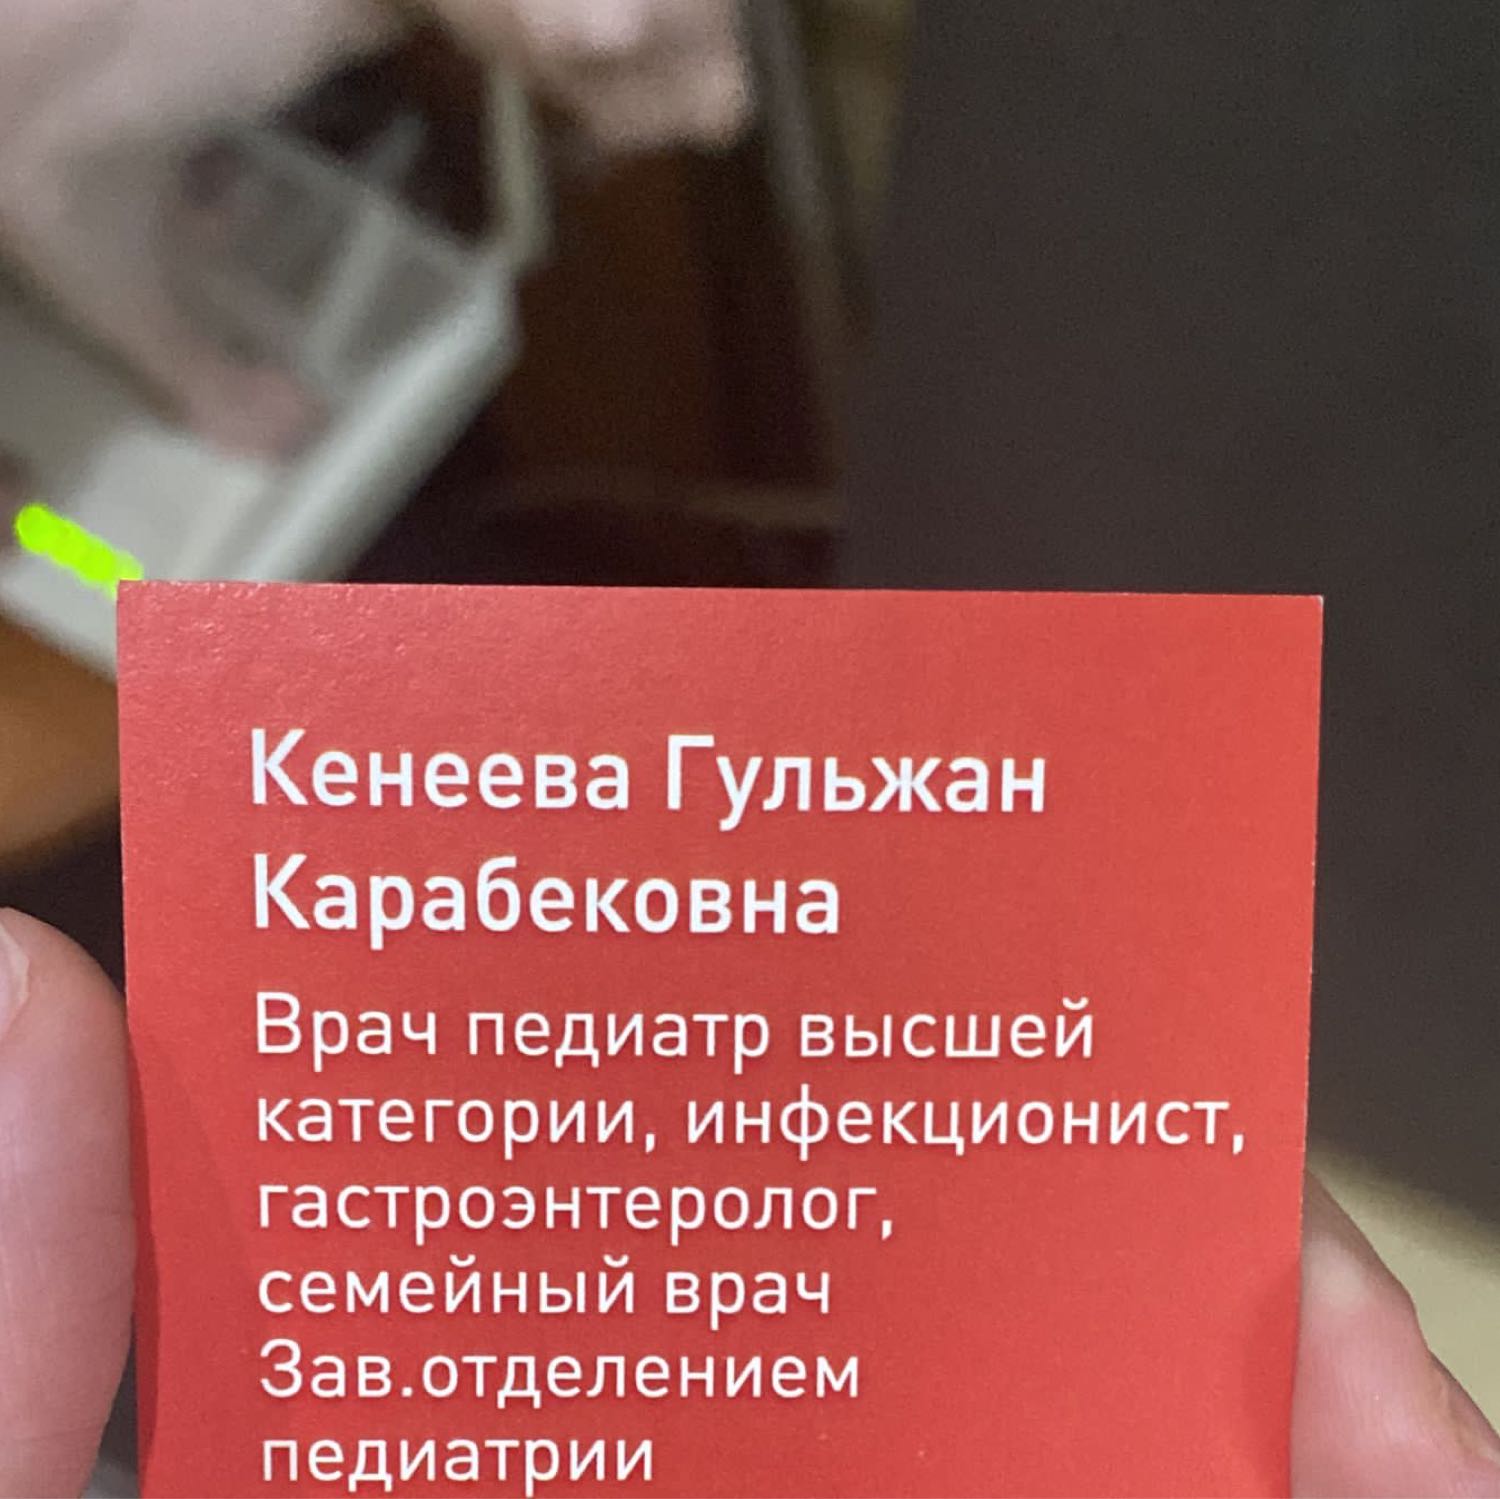 Кенеева Гульжан
Карабековна
Врач педиатр высшей
категории, инфекционист,
гастроэнтеролог,
семейный врач
Зав.отделением
педиатрии